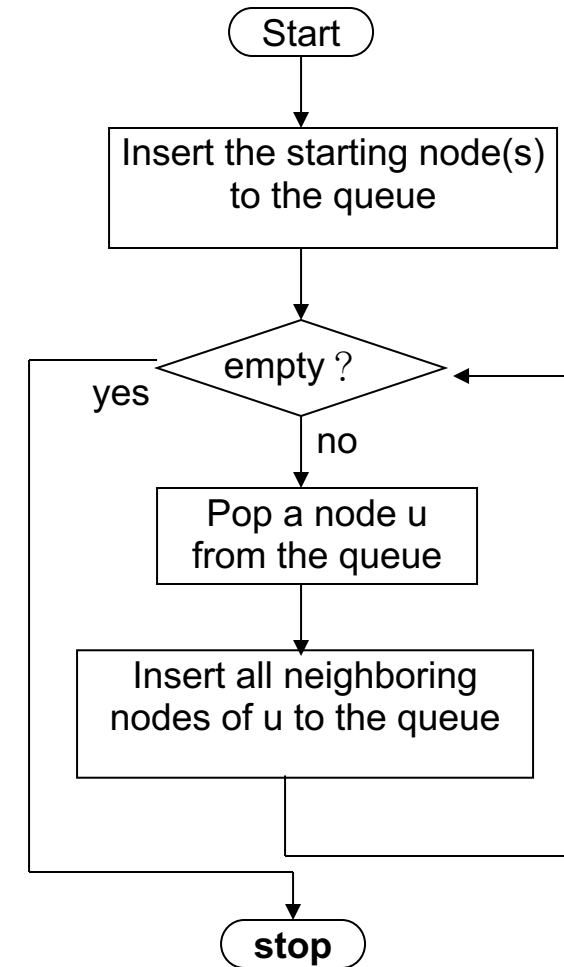 Start
Insert the starting node(s)
to the queue
empty？
yes
no
Pop a node u
from the queue
Insert all neighboring
nodes of u to the queue
stop